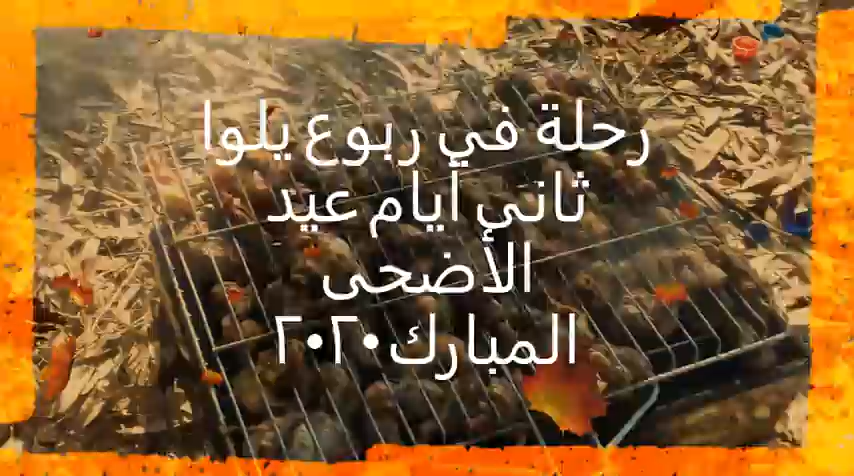 رحلة في ربوع يلوا
ثاني أيام عيد
الأضحى
المبارك٢٠٢٠